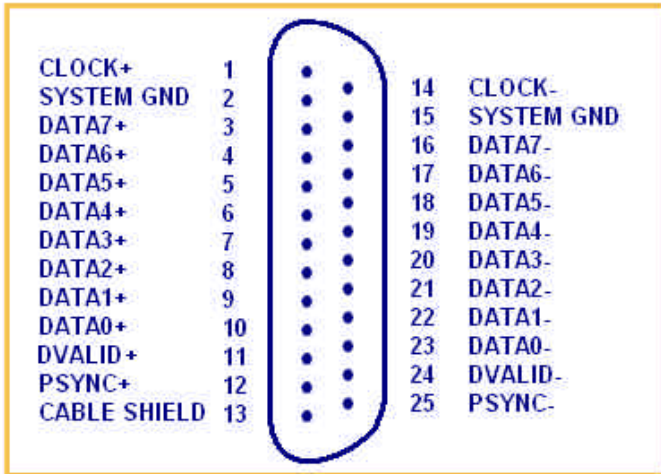 CLOCK+ 1
SYSTEM GND 2
DATA7+ 3
DATA6+ 4
DATA5+ 5
DATA4+ 6
DATA3+ 7
DATA2+ 8
DATA1+ 9
DATA0+ 10
DVALID+ 11
PSYNC+ 12
CABLE SHIELD 13
14 CLOCK-
15 SYSTEM GND
16 DATA7-
17 DATA6-
18 DATA5-
19 DATA4-
20 DATA3-
21 DATA2-
22 DATA1-
23 DATA0-
24 DVALID-
25 PSYNC-